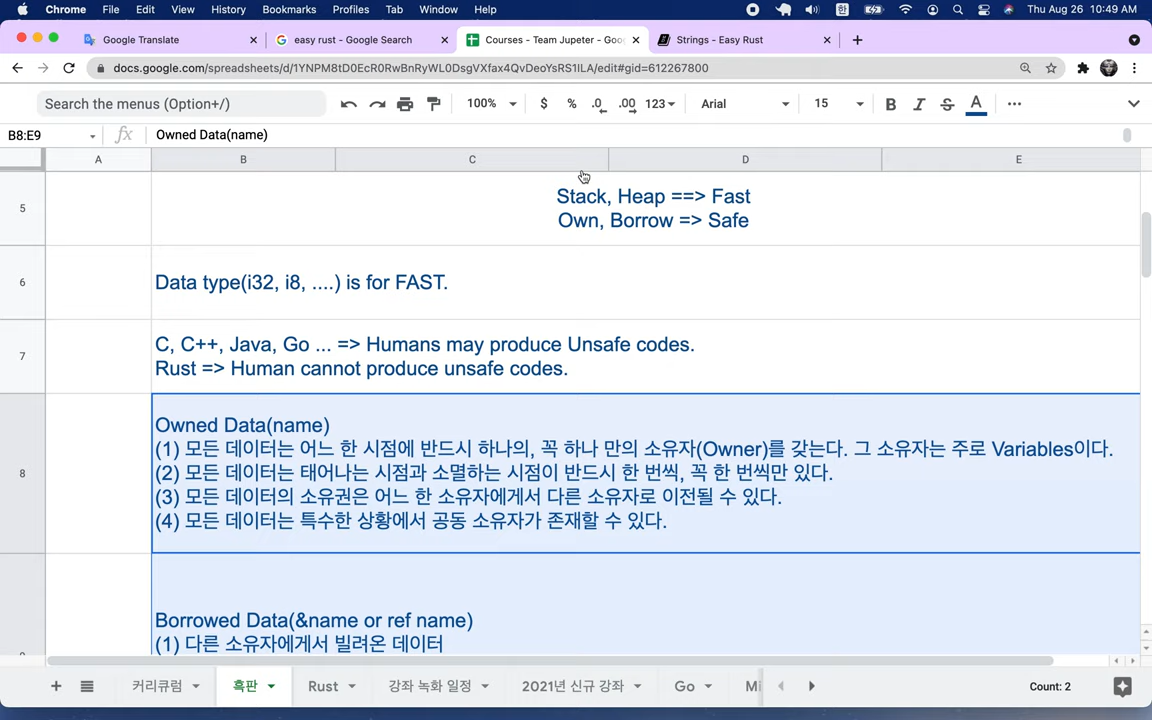 Chrome File Edit View History Bookmarks Profiles Tab Window Help 한 Thu Aug 26 10:49 AM
Google Translate easy rust - Google Search Courses - Team Jupeter - Goo Strings - Easy Rust
docs.google.com/spreadsheets/d/1YNPM8tD0EcR0RwBnRyWL0DsgVXfax4QvDeoYsRS1ILA/edit#gid=612267800
Search the menus (Option+/) 100% $ % .0 .00 123 Arial 15 B I S A
B8:E9 fx Owned Data(name)
A B C D E
5 Stack, Heap ==> Fast
Own, Borrow => Safe
6 Data type(i32, i8, ....) is for FAST.
7 C, C++, Java, Go ... => Humans may produce Unsafe codes.
Rust => Human cannot produce unsafe codes.
8 Owned Data(name)
(1) 모든 데이터는 어느 한 시점에 반드시 하나의, 꼭 하나 만의 소유자(Owner)를 갖는다. 그 소유자는 주로 Variables이다.
(2) 모든 데이터는 태어나는 시점과 소멸하는 시점이 반드시 한 번씩, 꼭 한 번씩만 있다.
(3) 모든 데이터의 소유권은 어느 한 소유자에게서 다른 소유자로 이전될 수 있다.
(4) 모든 데이터는 특수한 상황에서 공동 소유자가 존재할 수 있다.
Borrowed Data(&name or ref name)
(1) 다른 소유자에게서 빌려온 데이터
커리큐럼 흑판 Rust 강좌 녹화 일정 2021년 신규 강좌 Go Mi Count: 2